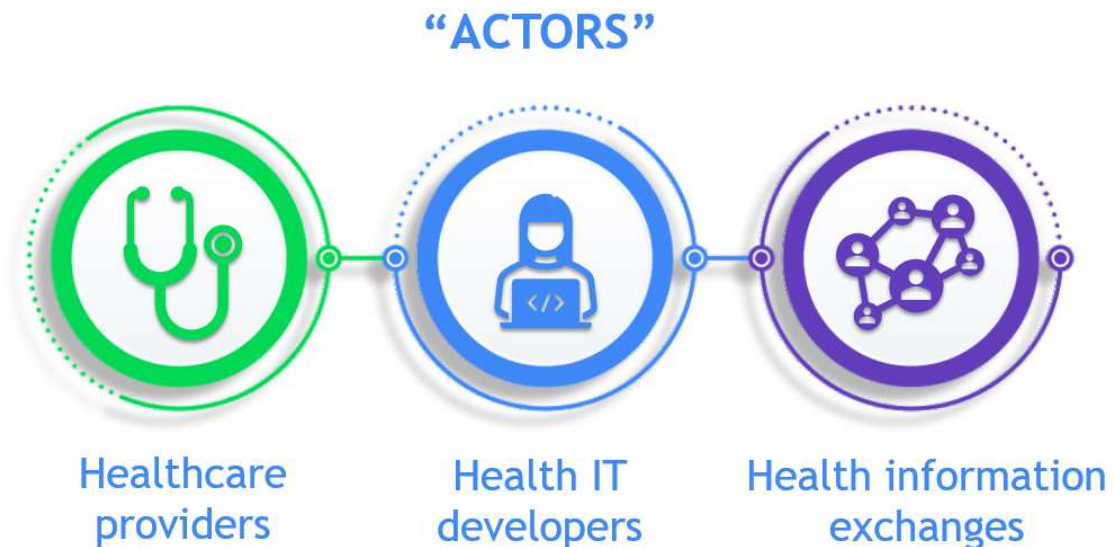 “ACTORS”
</>
Healthcare
providers
Health IT
developers
Health information
exchanges